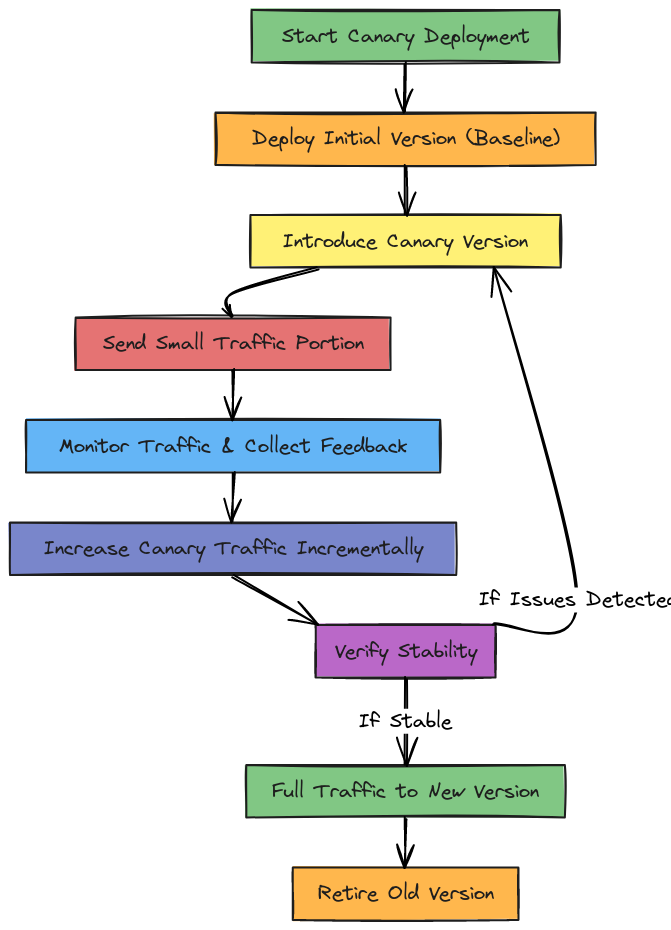 Start Canary Deployment
Deploy Initial Version (Baseline)
Introduce Canary Version
Send Small Traffic Portion
Monitor Traffic & Collect Feedback
Increase Canary Traffic Incrementally
If Issues Detected
Verify Stability
If Stable
Full Traffic to New Version
Retire Old Version